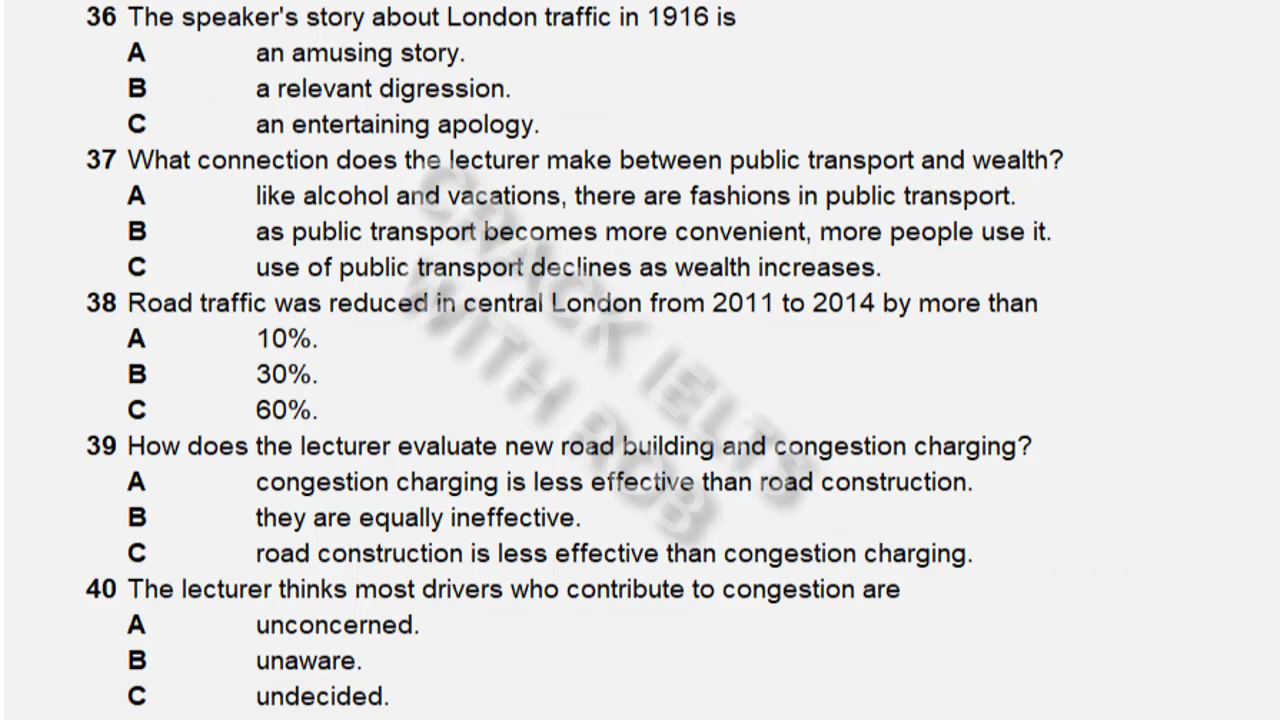 36 The speaker's story about London traffic in 1916 is
A an amusing story.
B a relevant digression.
C an entertaining apology.
37 What connection does the lecturer make between public transport and wealth?
A like alcohol and vacations, there are fashions in public transport.
B as public transport becomes more convenient, more people use it.
C use of public transport declines as wealth increases.
38 Road traffic was reduced in central London from 2011 to 2014 by more than
A 10%.
B 30%.
C 60%.
39 How does the lecturer evaluate new road building and congestion charging?
A congestion charging is less effective than road construction.
B they are equally ineffective.
C road construction is less effective than congestion charging.
40 The lecturer thinks most drivers who contribute to congestion are
A unconcerned.
B unaware.
C undecided.
CRACK IELTS
WITH ROB